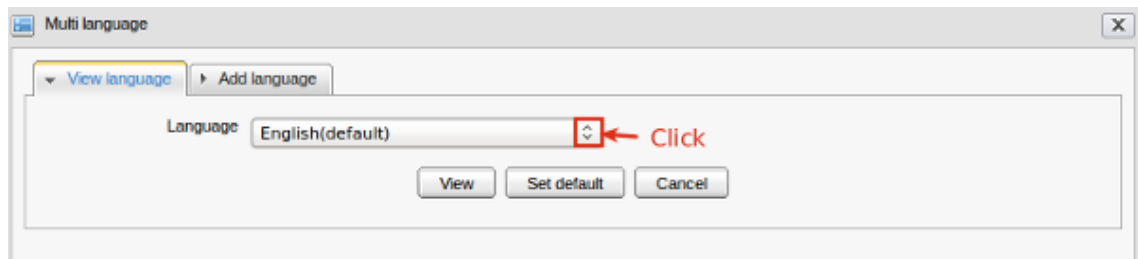 Multi language
View language Add language
Language English(default) Click
View Set default Cancel